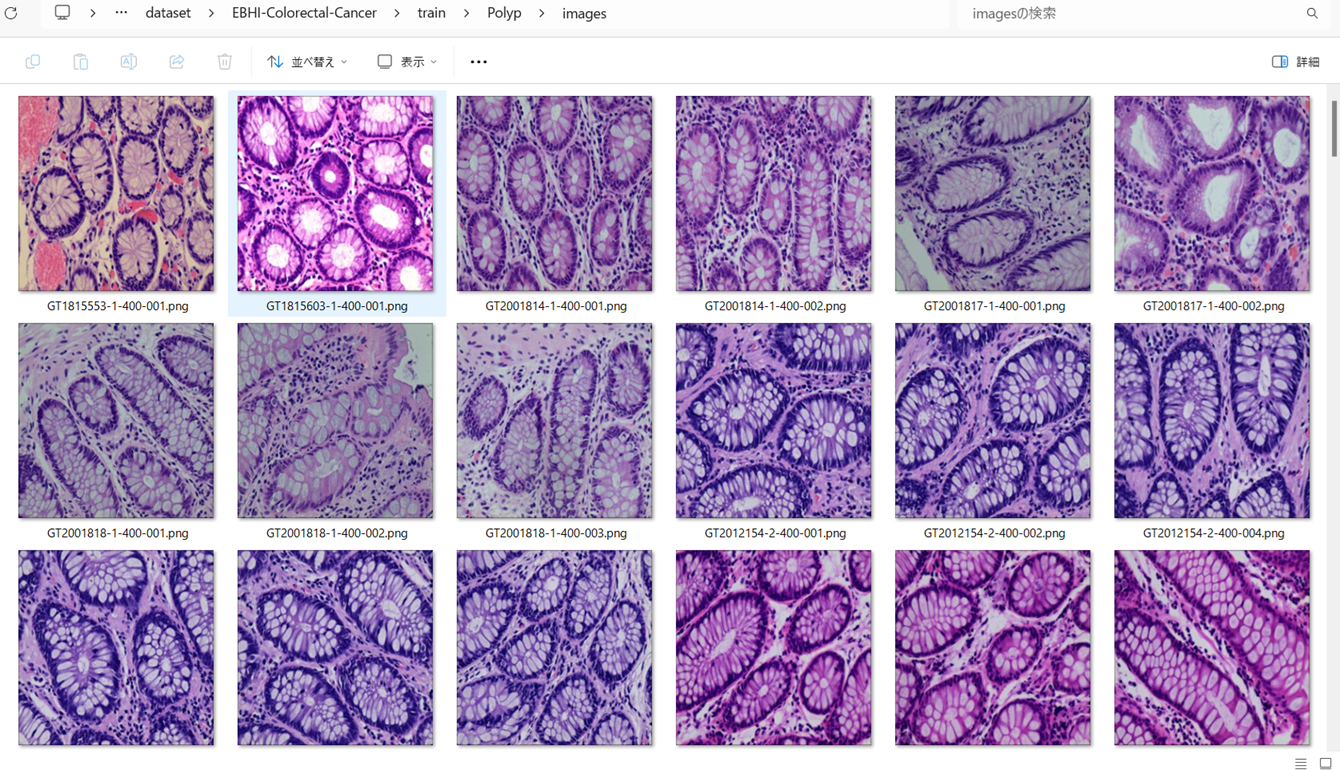 dataset > EBHI-Colorectal-Cancer > train > Polyp > images
imagesの検索
並べ替え
表示
詳細
GT1815553-1-400-001.png
GT1815603-1-400-001.png
GT2001814-1-400-001.png
GT2001814-1-400-002.png
GT2001817-1-400-001.png
GT2001817-1-400-002.png
GT2001818-1-400-001.png
GT2001818-1-400-002.png
GT2001818-1-400-003.png
GT2012154-2-400-001.png
GT2012154-2-400-002.png
GT2012154-2-400-004.png